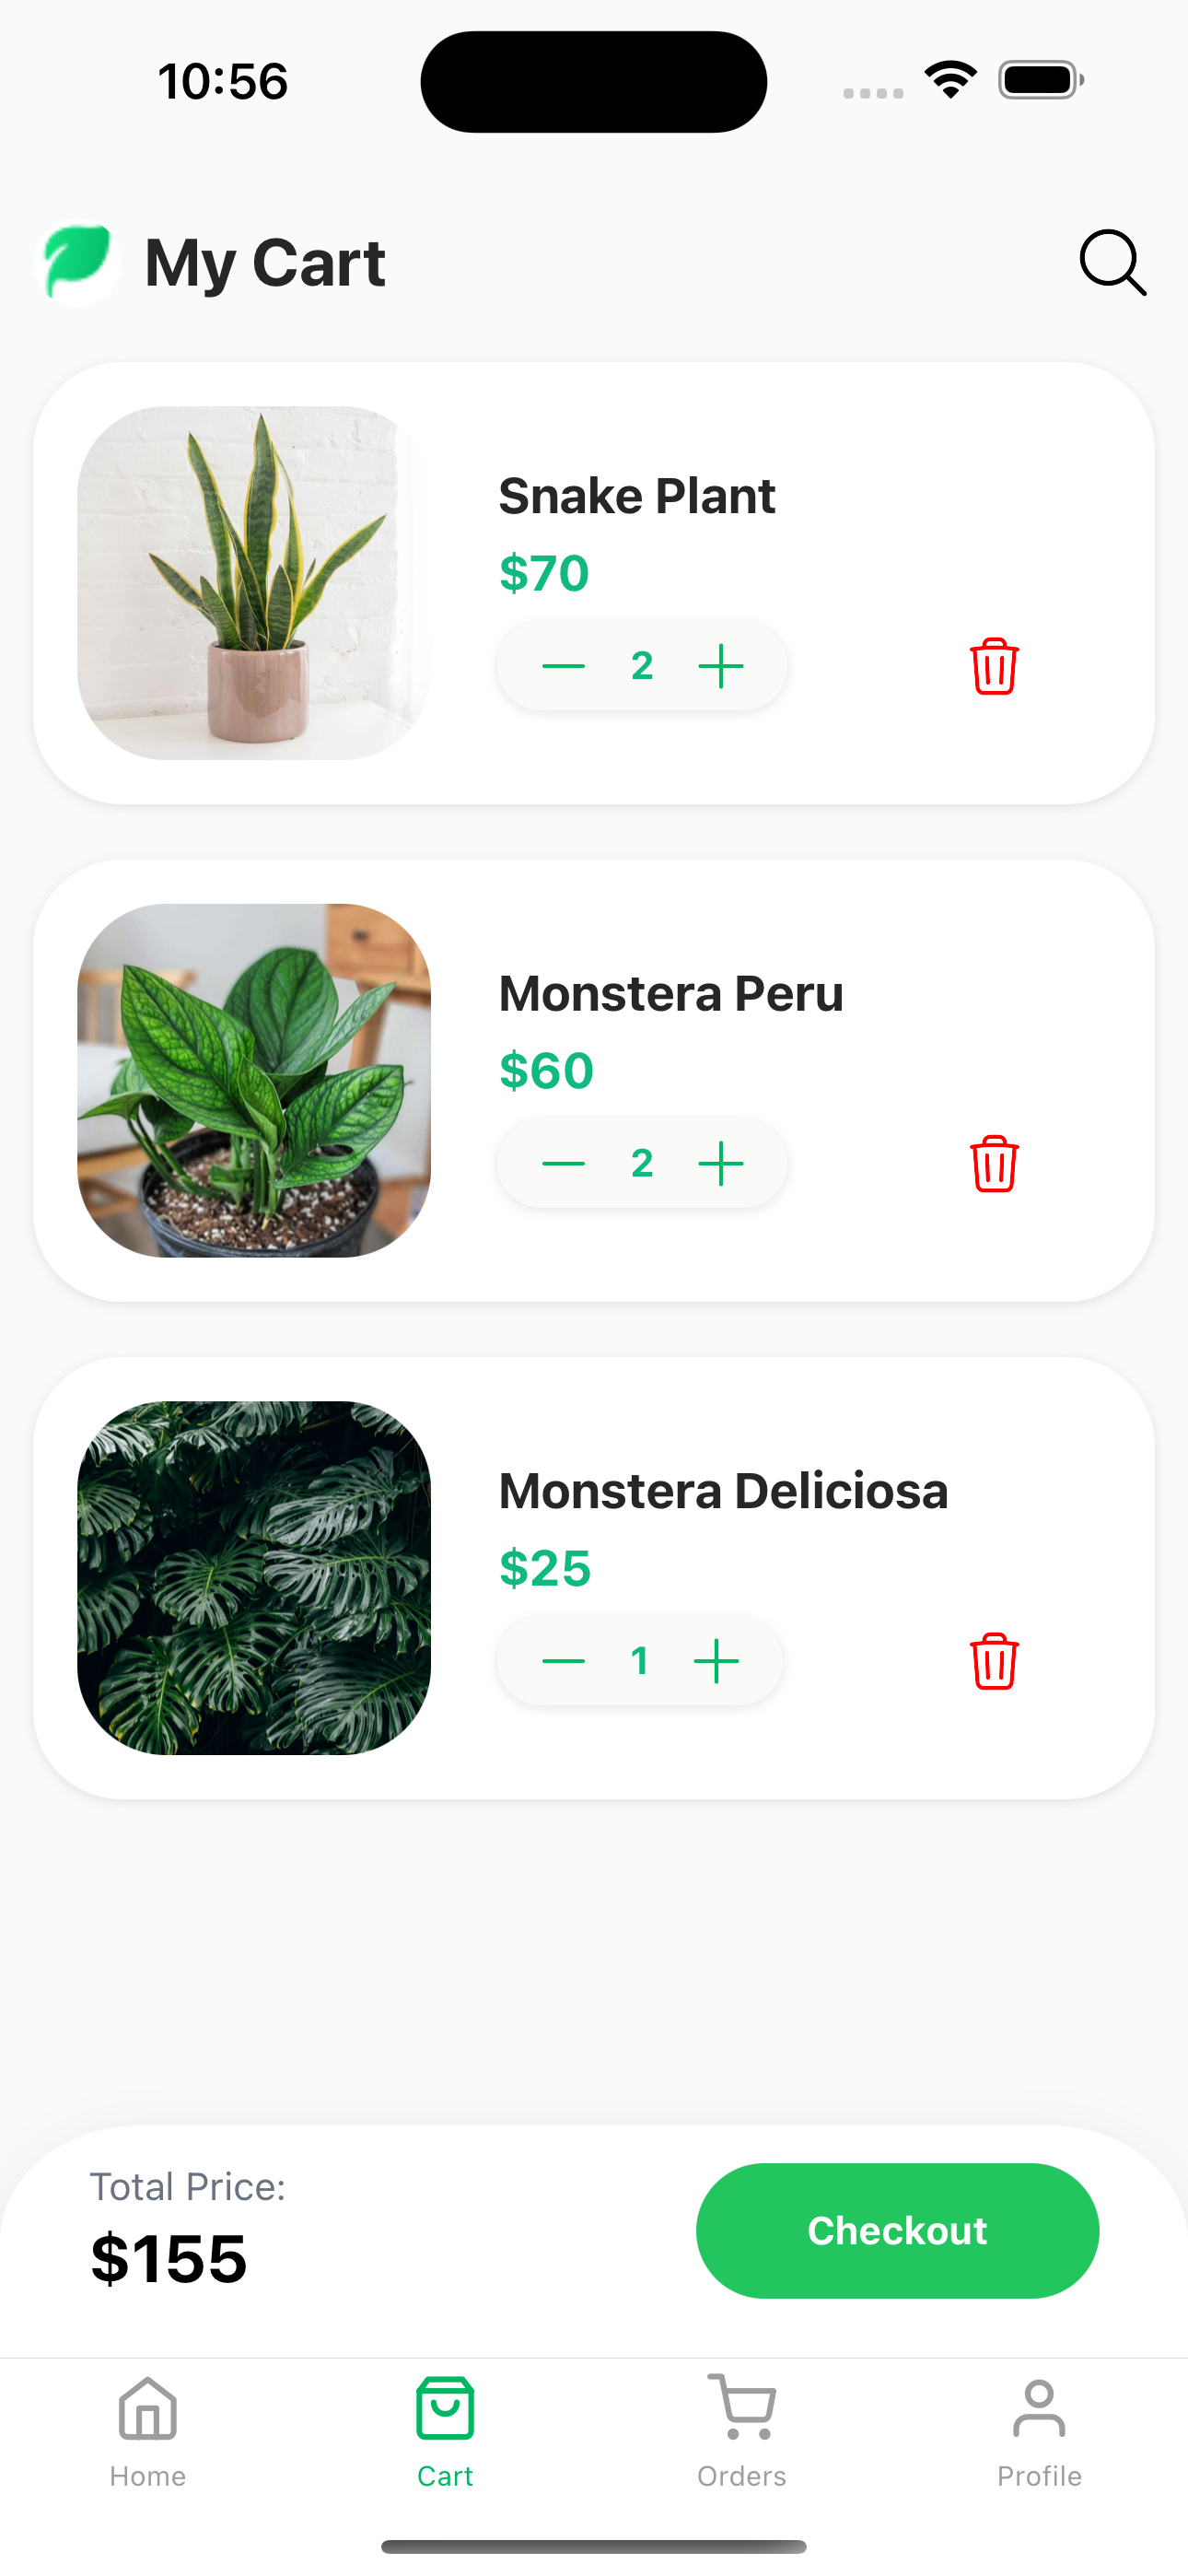 10:56
My Cart
Snake Plant
$70
2
Monstera Peru
$60
2
Monstera Deliciosa
$25
1
Total Price:
$155
Checkout
Home
Cart
Orders
Profile